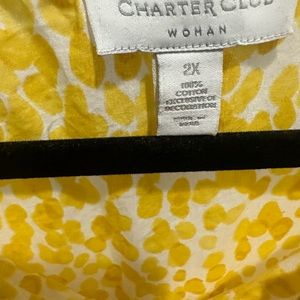 CHARTER CLUB
WOMAN
2X
100%
COTTON
EXCLUSIVE OF
DECORATION